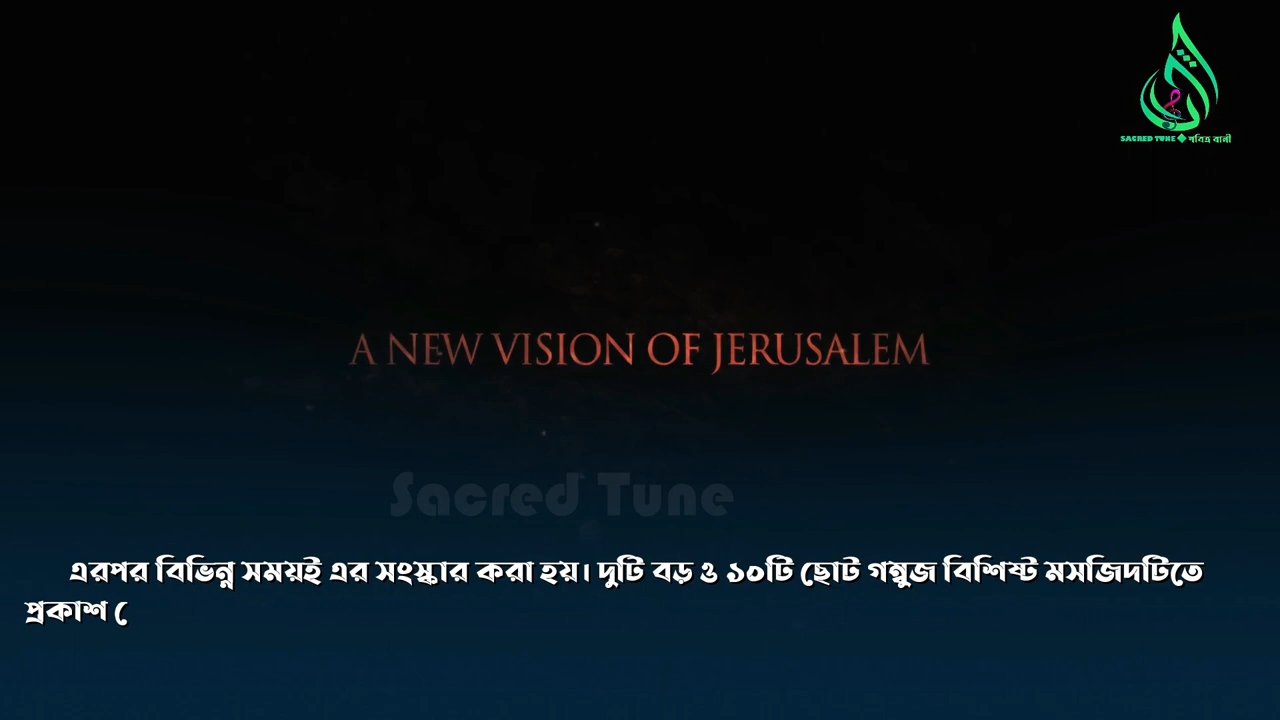 SACRED TUNE ◆ পবিত্র বানী
A NEW VISION OF JERUSALEM
Sacred Tune
এরপর বিভিন্ন সময়ই এর সংস্কার করা হয়। দুটি বড় ও ১০টি ছোট গম্বুজ বিশিষ্ট মসজিদটিতে
প্রকাশ (